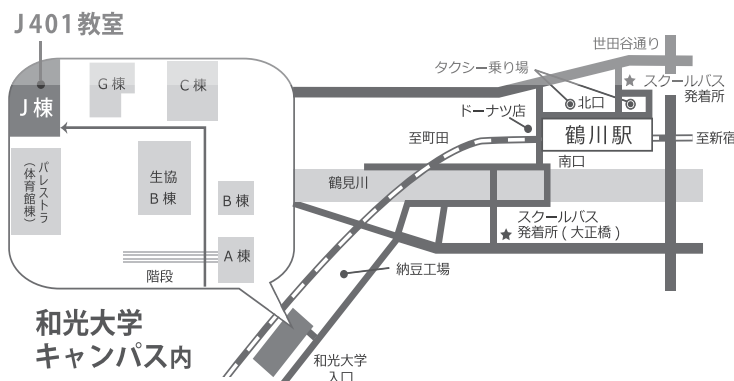 J401教室
J棟
G棟
C棟
パレストラ
(体育館棟)
生協
B棟
B棟
A棟
階段
和光大学
キャンパス内
世田谷通り
タクシー乗り場
スクールバス
発着所
北口
ドーナツ店
鶴川駅
至町田
至新宿
南口
鶴見川
スクールバス
発着所(大正橋)
納豆工場
和光大学
入口